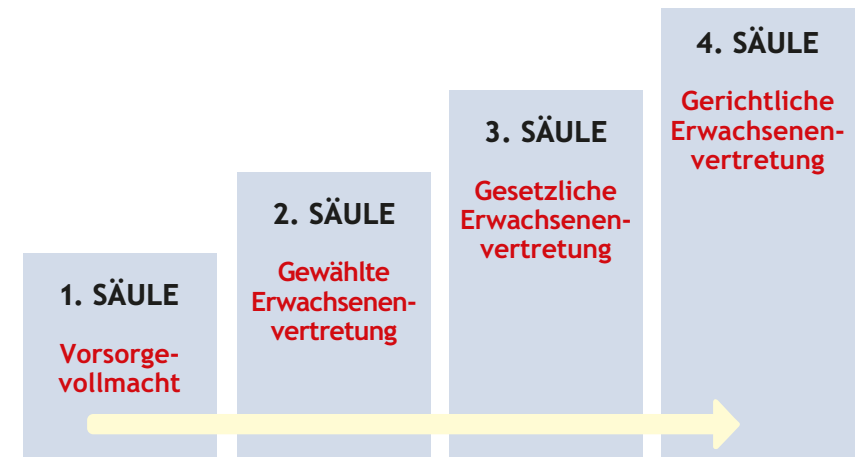 1. SÄULE
Vorsorge-
vollmacht
2. SÄULE
Gewählte
Erwachsenen-
vertretung
3. SÄULE
Gesetzliche
Erwachsenen-
vertretung
4. SÄULE
Gerichtliche
Erwachsenen-
vertretung